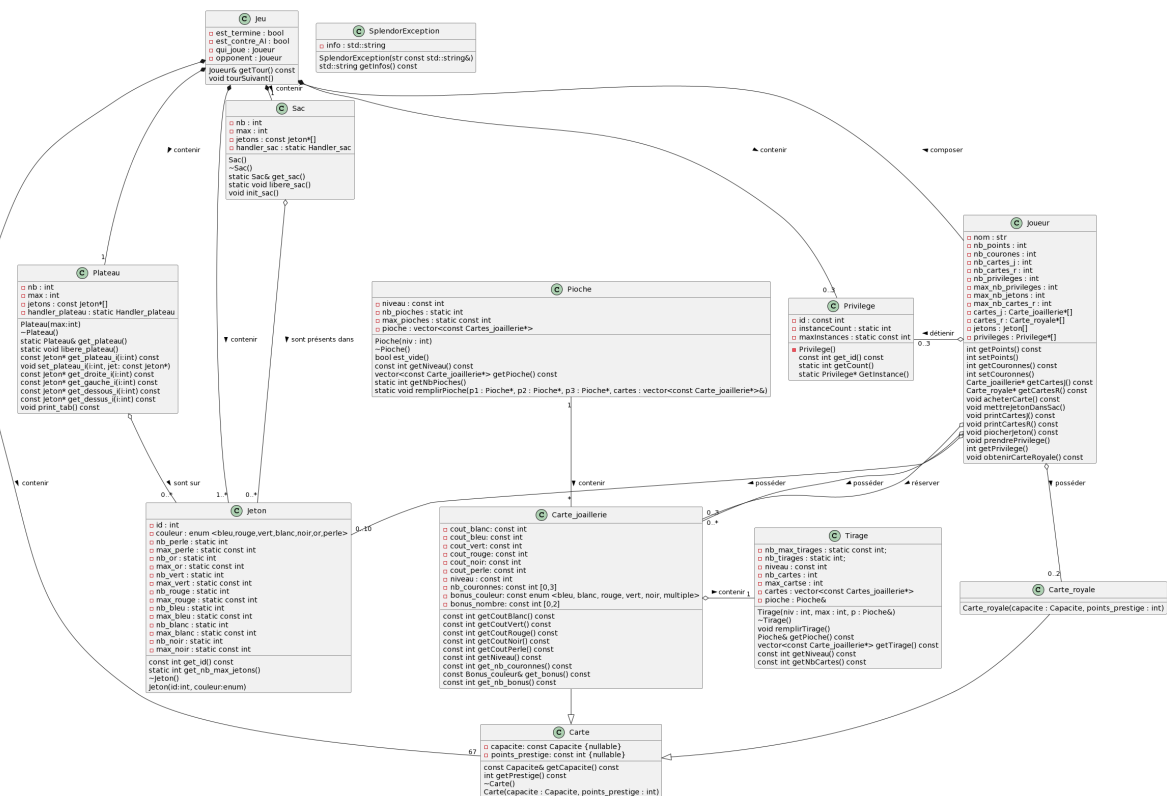 C Jeu
est_termine : bool
est_contre_AI : bool
qui_joue : Joueur
opponent : Joueur
Joueur& getTour() const
void tourSuivant()
C SplendorException
info : std::string
SplendorException(str const std::string&)
std::string getInfos() const
contenir
1
C Sac
nb : int
max : int
jetons : const Jeton*[]
handler_sac : static Handler_sac
Sac()
~Sac()
static Sac& get_sac()
static void libere_sac()
void init_sac()
contenir
contenir
composer
C Joueur
nom : str
nb_points : int
nb_courones : int
nb_cartes_j : int
nb_cartes_r : int
nb_privileges : int
max_nb_privileges : int
max_nb_jetons : int
max_nb_cartes_r : int
cartes_j : Carte_joaillerie*[]
cartes_r : Carte_royale*[]
jetons : Jeton[]
privileges : Privilege*[]
int getPoints() const
int setPoints()
int getCouronnes() const
int setCouronnes()
Carte_joaillerie* getCartesJ() const
Carte_royale* getCartesR() const
void acheterCarte() const
void mettreJetonDansSac()
void printCartesJ() const
void printCartesR() const
void piocherJeton() const
void prendrePrivilege()
int getPrivilege()
void obtenirCarteRoyale() const
1
C Plateau
nb : int
max : int
jetons : const Jeton*[]
handler_plateau : static Handler_plateau
Plateau(max:int)
~Plateau()
static Plateau& get_plateau()
static void libere_plateau()
const Jeton* get_plateau_i(i:int) const
void set_plateau_i(i:int, jet: const Jeton*)
const Jeton* get_droite_i(i:int) const
const Jeton* get_gauche_i(i:int) const
const Jeton* get_dessous_i(i:int) const
const Jeton* get_dessus_i(i:int) const
void print_tab() const
contenir
sont présents dans
C Pioche
niveau : const int
nb_pioches : static int
max_pioches : static const int
pioche : vector<const Cartes_joaillerie*>
Pioche(niv : int)
~Pioche()
bool est_vide()
const int getNiveau() const
vector<const Carte_joaillerie*> getPioche() const
static int getNbPioches()
static void remplirPioche(p1 : Pioche*, p2 : Pioche*, p3 : Pioche*, cartes : vector<const Carte_joaillerie*>&)
1
0..3
C Privilege
id : const int
instanceCount : static int
maxInstances : static const int
Privilege()
const int get_id() const
static int getCount()
static Privilege* GetInstance()
détenir
0..3
contenir
sont sur
contenir
posséder
posséder
réserver
posséder
0..*
1..*
0..*
C Jeton
id : int
couleur : enum <bleu,rouge,vert,blanc,noir,or,perle>
nb_perle : static int
max_perle : static const int
nb_or : static int
max_or : static const int
nb_vert : static int
max_vert : static const int
nb_rouge : static int
max_rouge : static const int
nb_bleu : static int
max_bleu : static const int
nb_blanc : static int
max_blanc : static const int
nb_noir : static int
max_noir : static const int
const int get_id() const
static int get_nb_max_jetons()
~Jeton()
Jeton(id:int, couleur:enum)
0..10
*
C Carte_joaillerie
cout_blanc: const int
cout_bleu: const int
cout_vert: const int
cout_rouge: const int
cout_noir: const int
cout_perle: const int
niveau : const int
nb_couronnes: const int [0,3]
bonus_couleur: const enum <bleu, blanc, rouge, vert, noir, multiple>
bonus_nombre: const int [0,2]
const int getCoutBlanc() const
const int getCoutVert() const
const int getCoutRouge() const
const int getCoutNoir() const
const int getCoutPerle() const
const int getNiveau() const
const int get_nb_couronnes() const
const Bonus_couleur& get_bonus() const
const int get_nb_bonus() const
0..3
0..*
contenir
1
C Tirage
nb_max_tirages : static const int;
nb_tirages : static int;
niveau : const int
nb_cartes : int
max_cartse : int
cartes : vector<const Carte_joaillerie*>
pioche : Pioche&
Tirage(niv : int, max : int, p : Pioche&)
~Tirage()
void remplirTirage()
Pioche& getPioche() const
vector<const Carte_joaillerie*> getTirage() const
const int getNiveau() const
const int getNbCartes() const
0..2
C Carte_royale
Carte_royale(capacite : Capacite, points_prestige : int)
67
C Carte
capacite: const Capacite {nullable}
points_prestige: const int {nullable}
const Capacite& getCapacite() const
int getPrestige() const
~Carte()
Carte(capacite : Capacite, points_prestige : int)